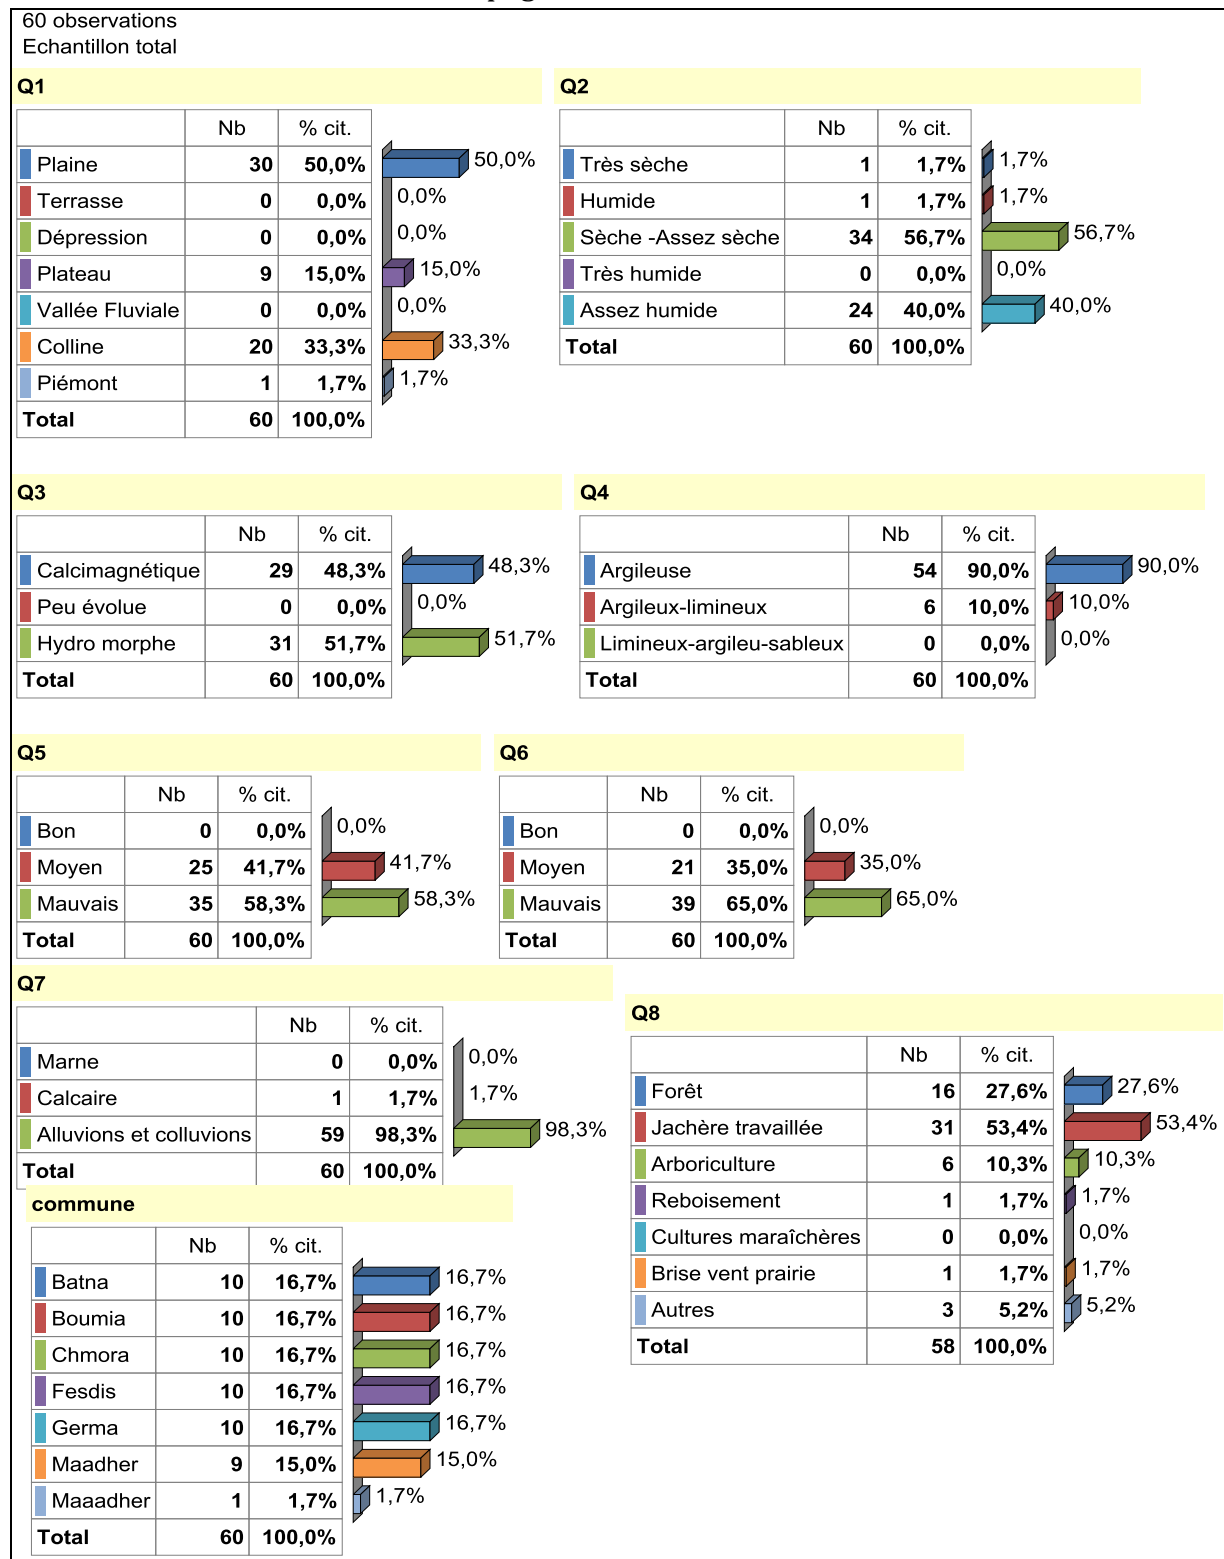 60 observations
Echantillon total
Q1
Nb % cit.
Plaine 30 50,0% 50,0%
Terrasse 0 0,0% 0,0%
Dépression 0 0,0% 0,0%
Plateau 9 15,0% 15,0%
Vallée Fluviale 0 0,0% 0,0%
Colline 20 33,3% 33,3%
Piémont 1 1,7% 1,7%
Total 60 100,0%
Q2
Nb % cit.
Très sèche 1 1,7% 1,7%
Humide 1 1,7% 1,7%
Sèche -Assez sèche 34 56,7% 56,7%
Très humide 0 0,0% 0,0%
Assez humide 24 40,0% 40,0%
Total 60 100,0%
Q3
Nb % cit.
Calcimagnétique 29 48,3% 48,3%
Peu évolue 0 0,0% 0,0%
Hydro morphe 31 51,7% 51,7%
Total 60 100,0%
Q4
Nb % cit.
Argileuse 54 90,0% 90,0%
Argileux-limineux 6 10,0% 10,0%
Limineux-argileu-sableux 0 0,0% 0,0%
Total 60 100,0%
Q5
Nb % cit.
Bon 0 0,0% 0,0%
Moyen 25 41,7% 41,7%
Mauvais 35 58,3% 58,3%
Total 60 100,0%
Q6
Nb % cit.
Bon 0 0,0% 0,0%
Moyen 21 35,0% 35,0%
Mauvais 39 65,0% 65,0%
Total 60 100,0%
Q7
Nb % cit.
Marne 0 0,0% 0,0%
Calcaire 1 1,7% 1,7%
Alluvions et colluvions 59 98,3% 98,3%
Total 60 100,0%
Q8
Nb % cit.
Forêt 16 27,6% 27,6%
Jachère travaillée 31 53,4% 53,4%
Arboriculture 6 10,3% 10,3%
Reboisement 1 1,7% 1,7%
Cultures maraîchères 0 0,0% 0,0%
Brise vent prairie 1 1,7% 1,7%
Autres 3 5,2% 5,2%
Total 58 100,0%
commune
Nb % cit.
Batna 10 16,7% 16,7%
Boumia 10 16,7% 16,7%
Chmora 10 16,7% 16,7%
Fesdis 10 16,7% 16,7%
Germa 10 16,7% 16,7%
Maadher 9 15,0% 15,0%
Maaadher 1 1,7% 1,7%
Total 60 100,0%